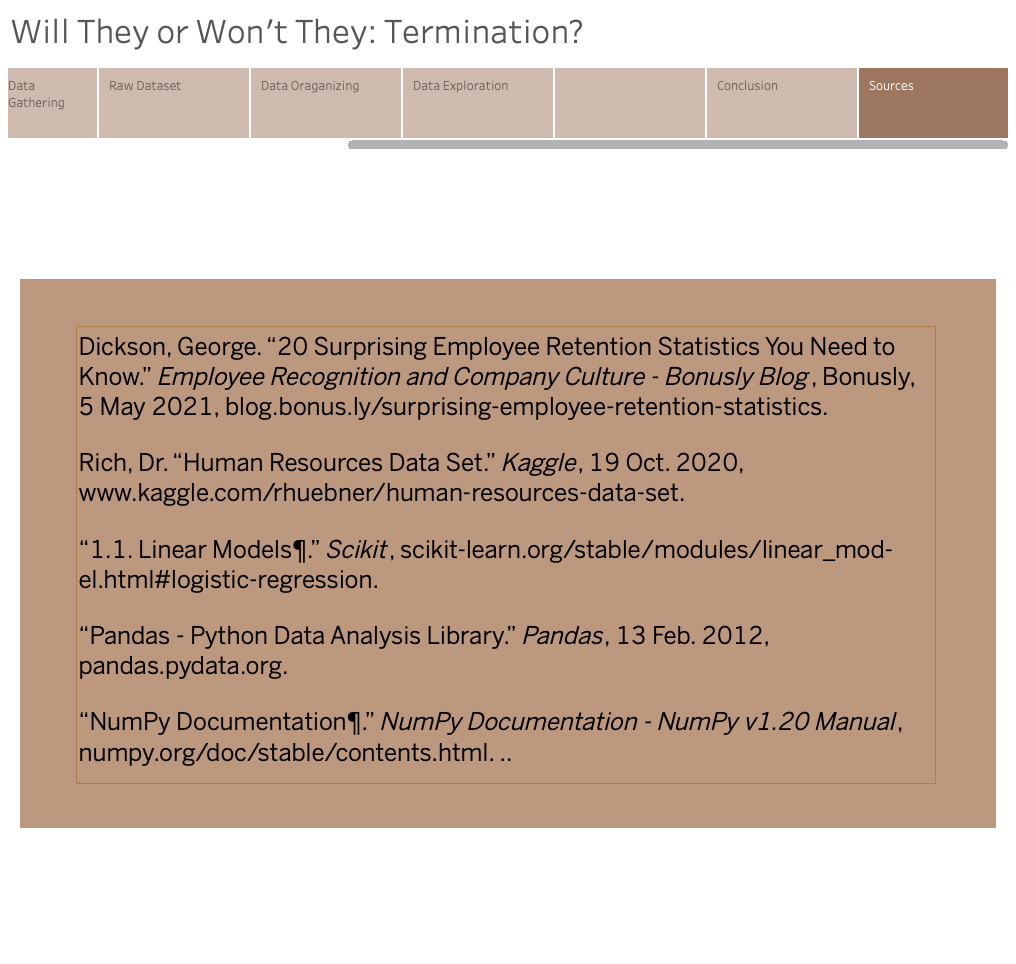 Will They or Won’t They: Termination?
Data
Gathering
Raw Dataset
Data Oraganizing
Data Exploration
Conclusion
Sources
Dickson, George. “20 Surprising Employee Retention Statistics You Need to
Know.” Employee Recognition and Company Culture - Bonusly Blog, Bonusly,
5 May 2021, blog.bonus.ly/surprising-employee-retention-statistics.
Rich, Dr. “Human Resources Data Set.” Kaggle, 19 Oct. 2020,
www.kaggle.com/rhuebner/human-resources-data-set.
“1.1. Linear Models¶.” Scikit, scikit-learn.org/stable/modules/linear_mod-
el.html#logistic-regression.
“Pandas - Python Data Analysis Library.” Pandas, 13 Feb. 2012,
pandas.pydata.org.
“NumPy Documentation¶.” NumPy Documentation - NumPy v1.20 Manual,
numpy.org/doc/stable/contents.html. ..